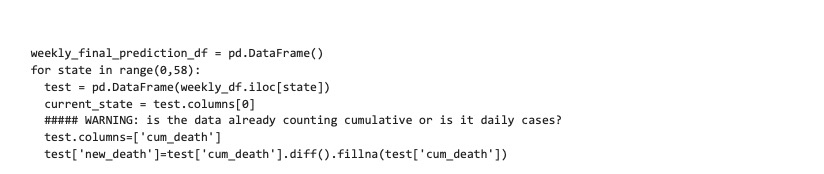 weekly_final_prediction_df = pd.DataFrame()
for state in range(0,58):
  test = pd.DataFrame(weekly_df.iloc[state])
  current_state = test.columns[0]
  ##### WARNING: is the data already counting cumulative or is it daily cases?
  test.columns=['cum_death']
  test['new_death']=test['cum_death'].diff().fillna(test['cum_death'])